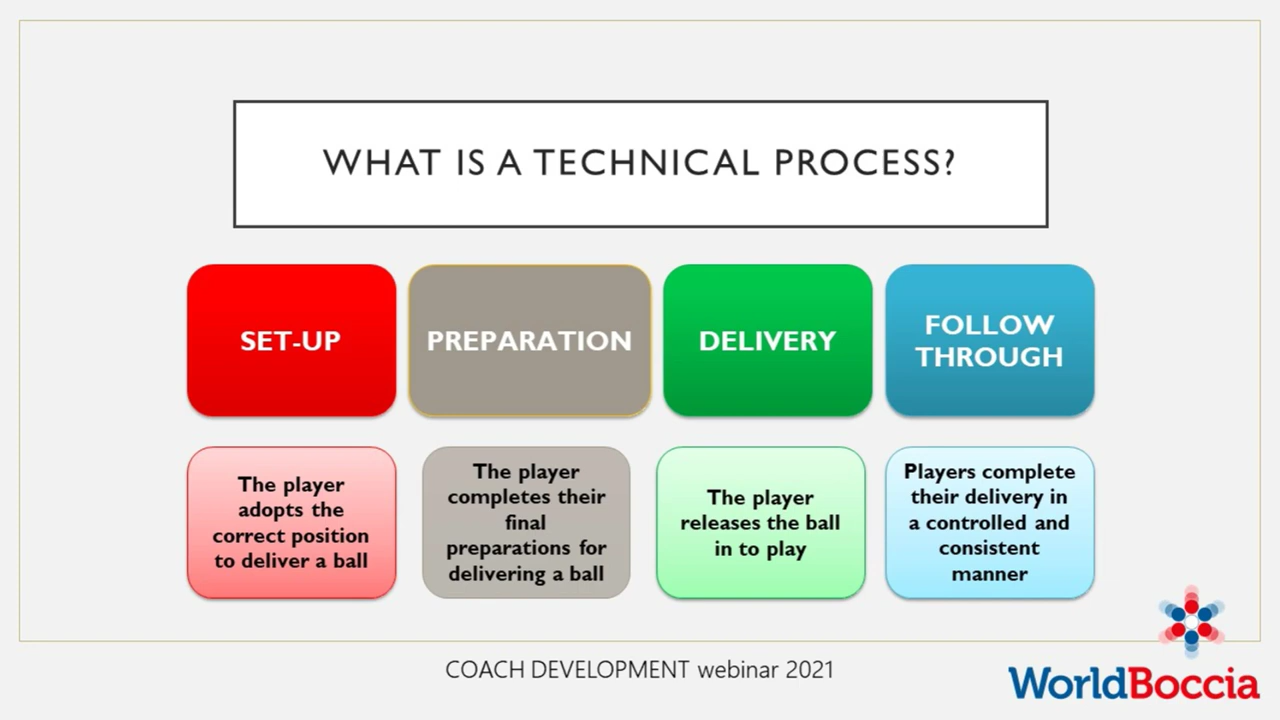 WHAT IS A TECHNICAL PROCESS?
SET-UP
PREPARATION
DELIVERY
FOLLOW
THROUGH
The player
adopts the
correct position
to deliver a ball
The player
completes their
final
preparations for
delivering a ball
The player
releases the ball
in to play
Players complete
their delivery in
a controlled and
consistent
manner
COACH DEVELOPMENT webinar 2021
WorldBoccia